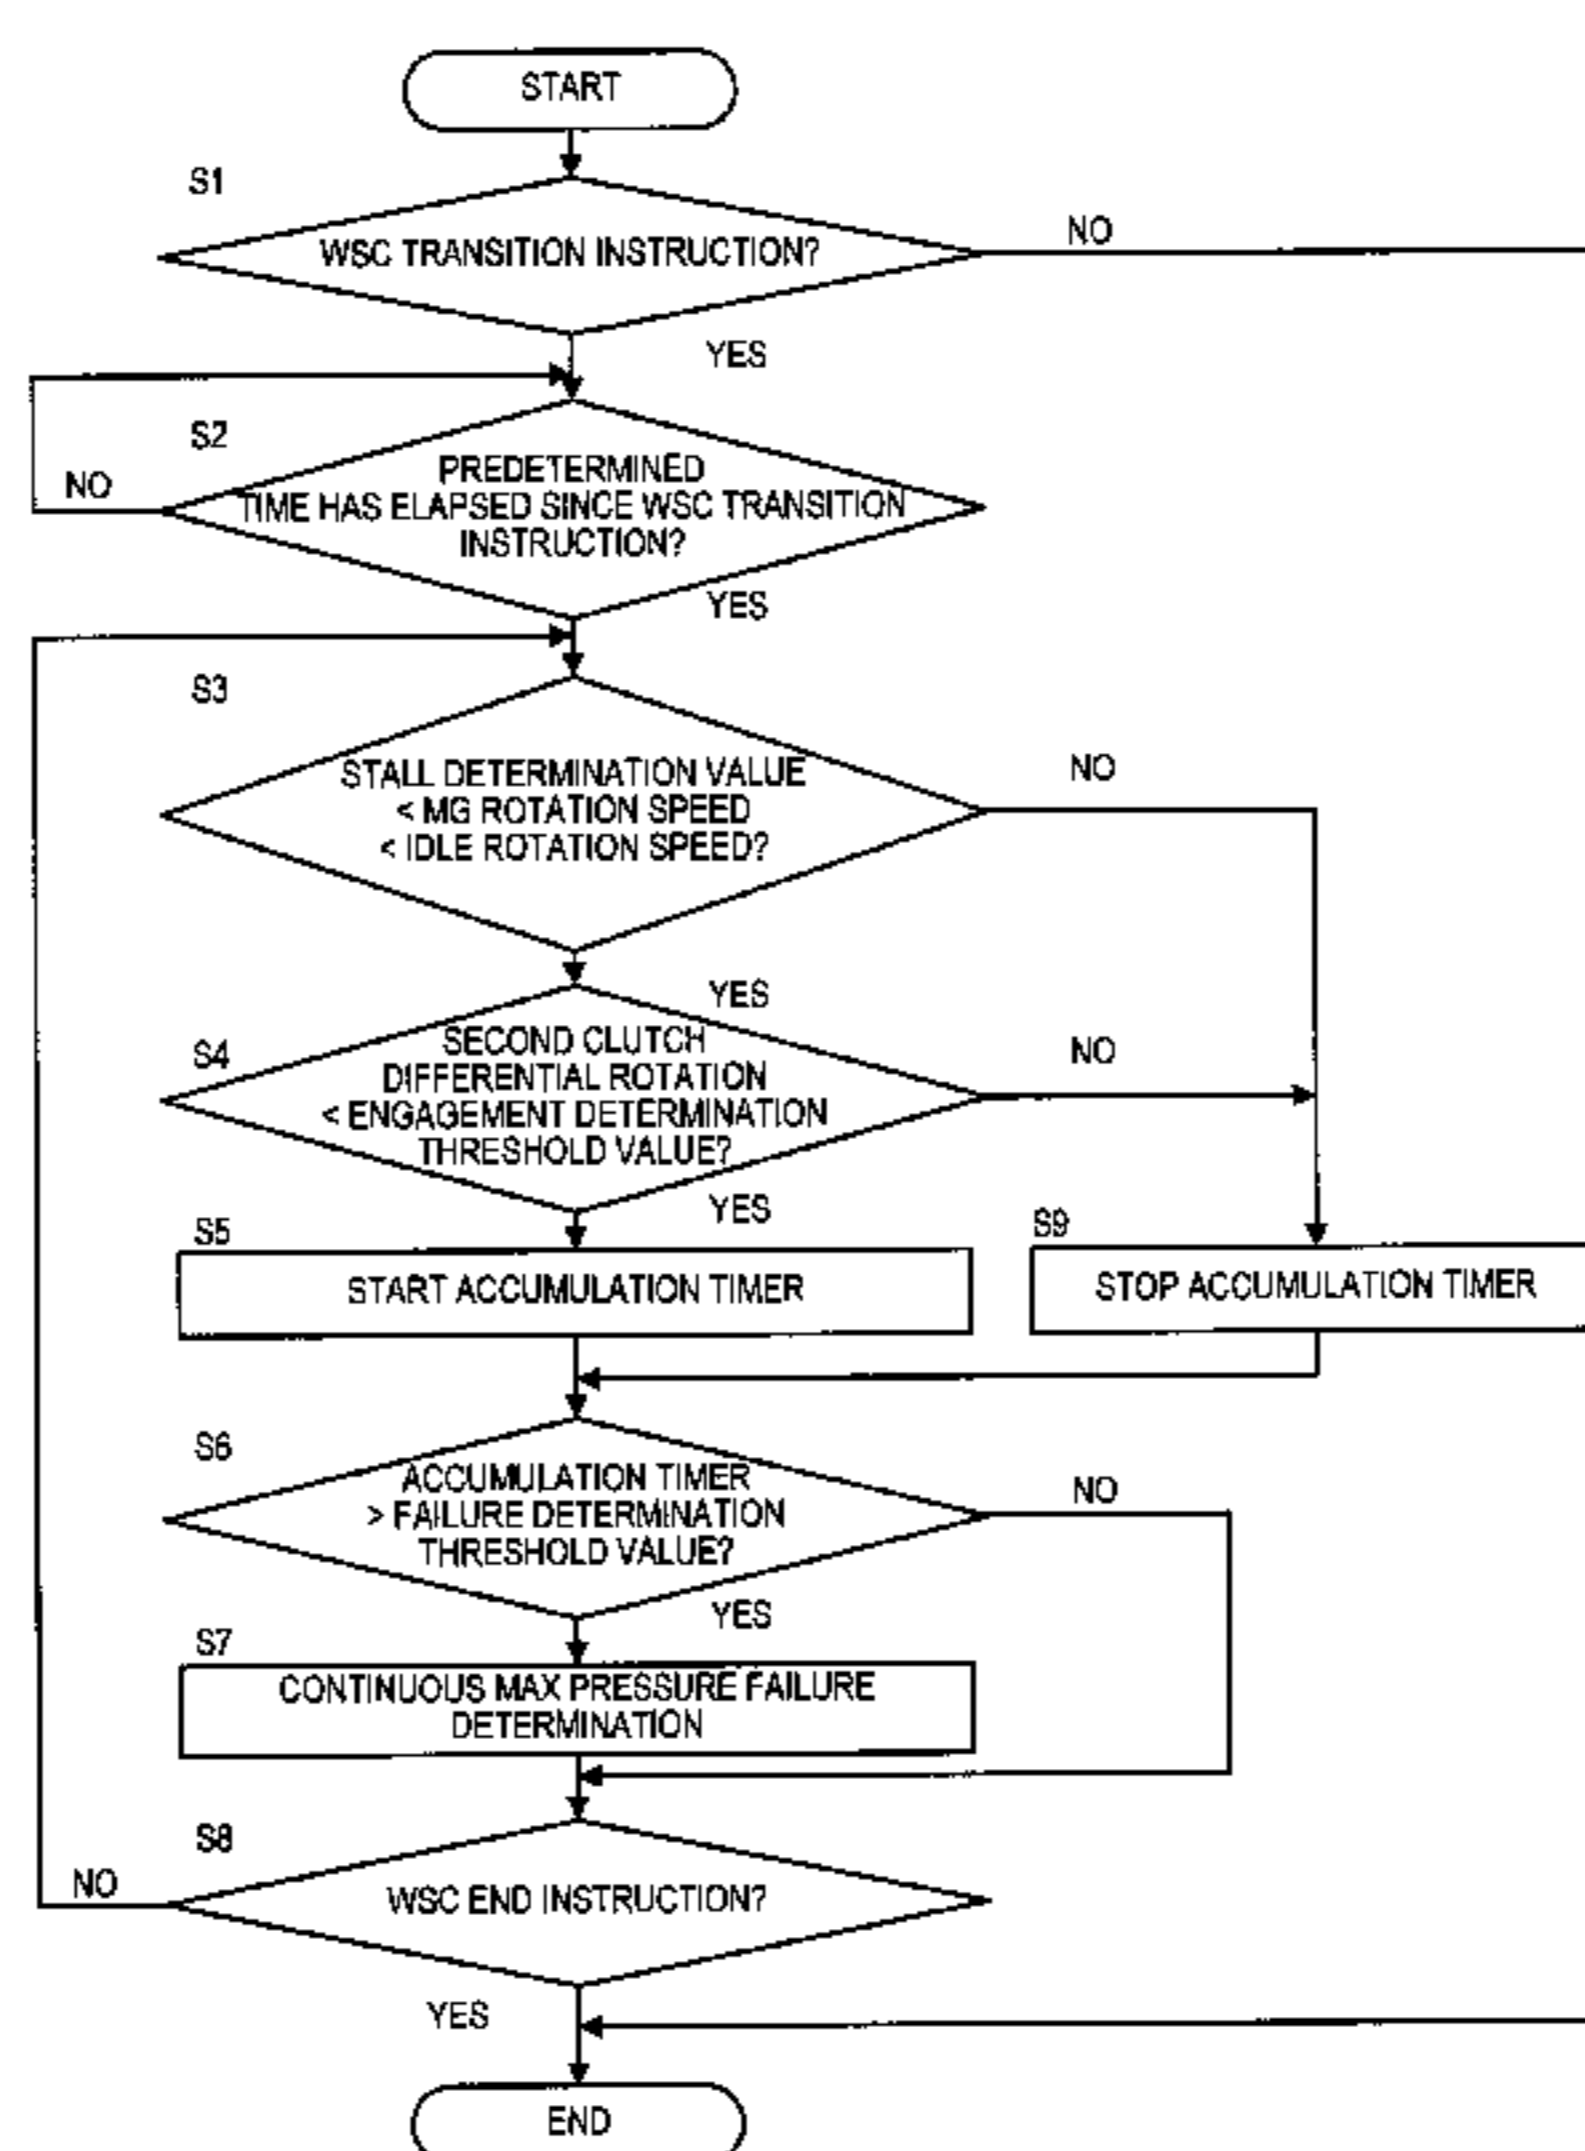 START
S1
WSC TRANSITION INSTRUCTION?
NO
YES
S2
PREDETERMINED
TIME HAS ELAPSED SINCE WSC TRANSITION
INSTRUCTION?
NO
YES
S3
STALL DETERMINATION VALUE
< MG ROTATION SPEED
< IDLE ROTATION SPEED?
NO
YES
S4
SECOND CLUTCH
DIFFERENTIAL ROTATION
< ENGAGEMENT DETERMINATION
THRESHOLD VALUE?
NO
YES
S5
START ACCUMULATION TIMER
S9
STOP ACCUMULATION TIMER
S6
ACCUMULATION TIMER
> FAILURE DETERMINATION
THRESHOLD VALUE?
NO
YES
S7
CONTINUOUS MAX PRESSURE FAILURE
DETERMINATION
S8
WSC END INSTRUCTION?
NO
YES
END